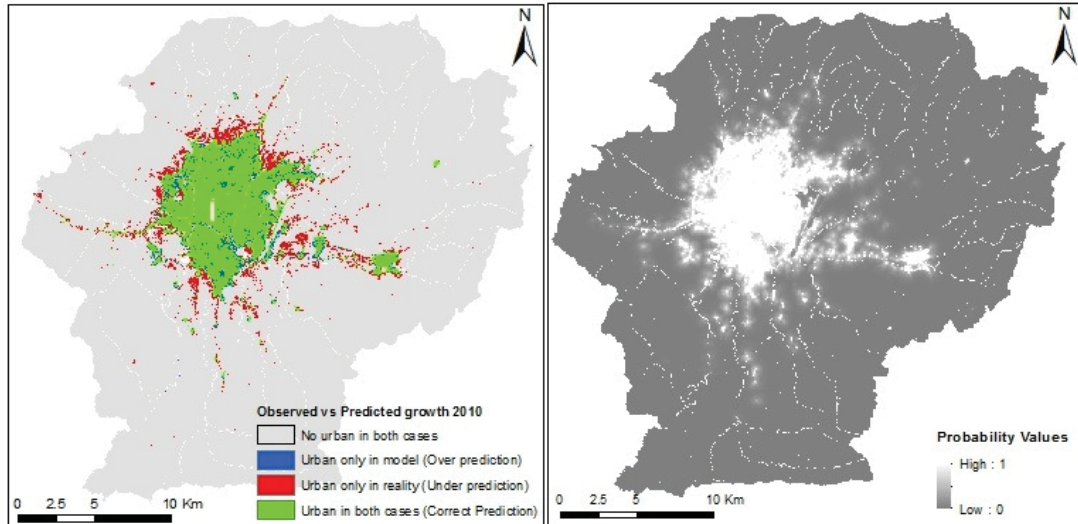 N
Observed vs Predicted growth 2010
No urban in both cases
Urban only in model (Over prediction)
Urban only in reality (Under prediction)
Urban in both cases (Correct Prediction)
0 2.5 5 10 Km
N
Probability Values
High : 1
Low : 0
0 2.5 5 10 Km